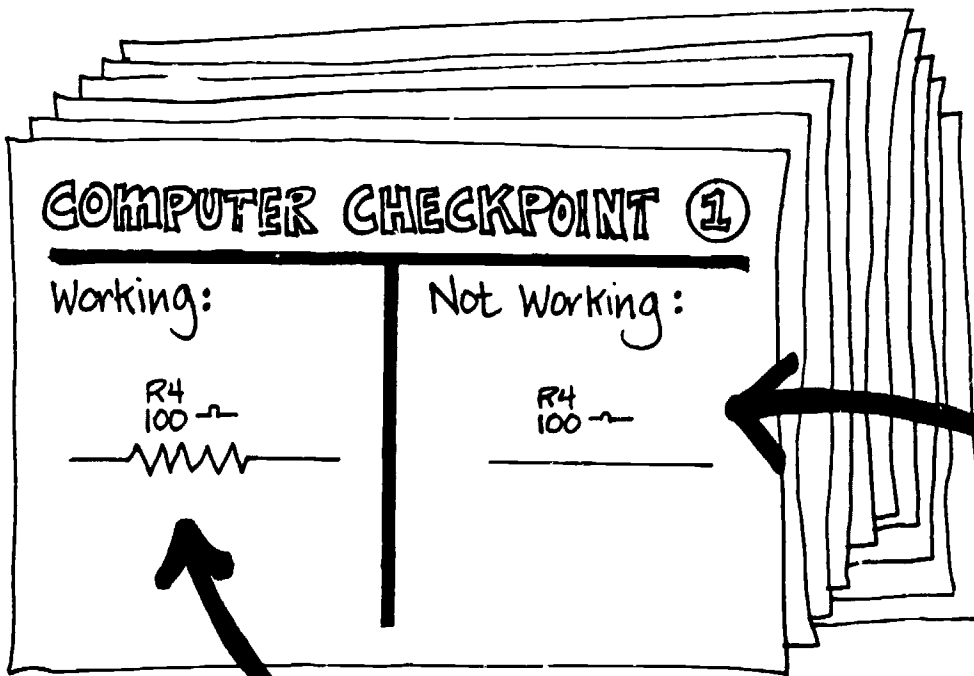 COMPUTER CHECKPOINT 1
Working:
Not Working:
R4
100
R4
100